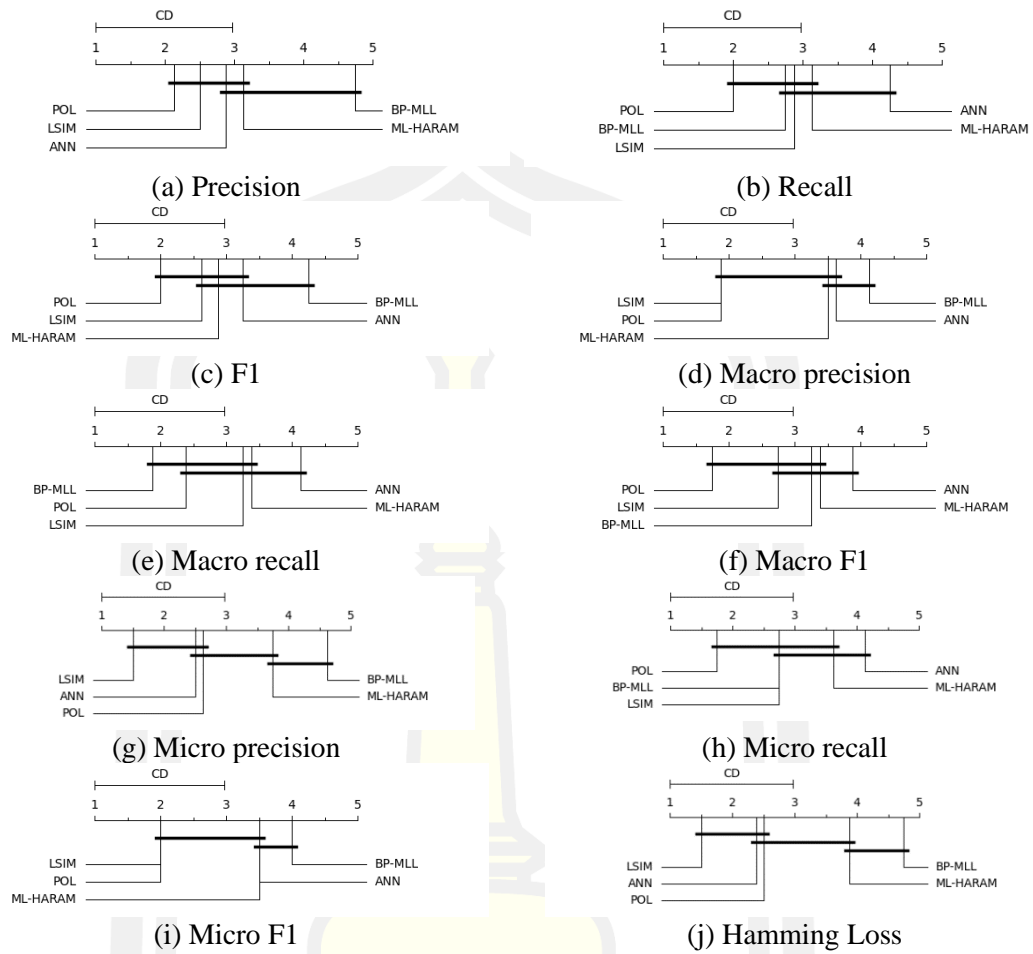 CD
1 2 3 4 5
POL BP-MLL
LSIM ML-HARAM
ANN
(a) Precision
CD
1 2 3 4 5
POL ANN
BP-MLL ML-HARAM
LSIM
(b) Recall
CD
1 2 3 4 5
POL BP-MLL
LSIM ANN
ML-HARAM
(c) F1
CD
1 2 3 4 5
LSIM BP-MLL
POL ANN
ML-HARAM
(d) Macro precision
CD
1 2 3 4 5
BP-MLL ANN
POL ML-HARAM
LSIM
(e) Macro recall
CD
1 2 3 4 5
POL ANN
LSIM ML-HARAM
BP-MLL
(f) Macro F1
CD
1 2 3 4 5
LSIM BP-MLL
ANN ML-HARAM
POL
(g) Micro precision
CD
1 2 3 4 5
POL ANN
BP-MLL ML-HARAM
LSIM
(h) Micro recall
CD
1 2 3 4 5
LSIM BP-MLL
POL ANN
ML-HARAM
(i) Micro F1
CD
1 2 3 4 5
LSIM BP-MLL
ANN ML-HARAM
POL
(j) Hamming Loss